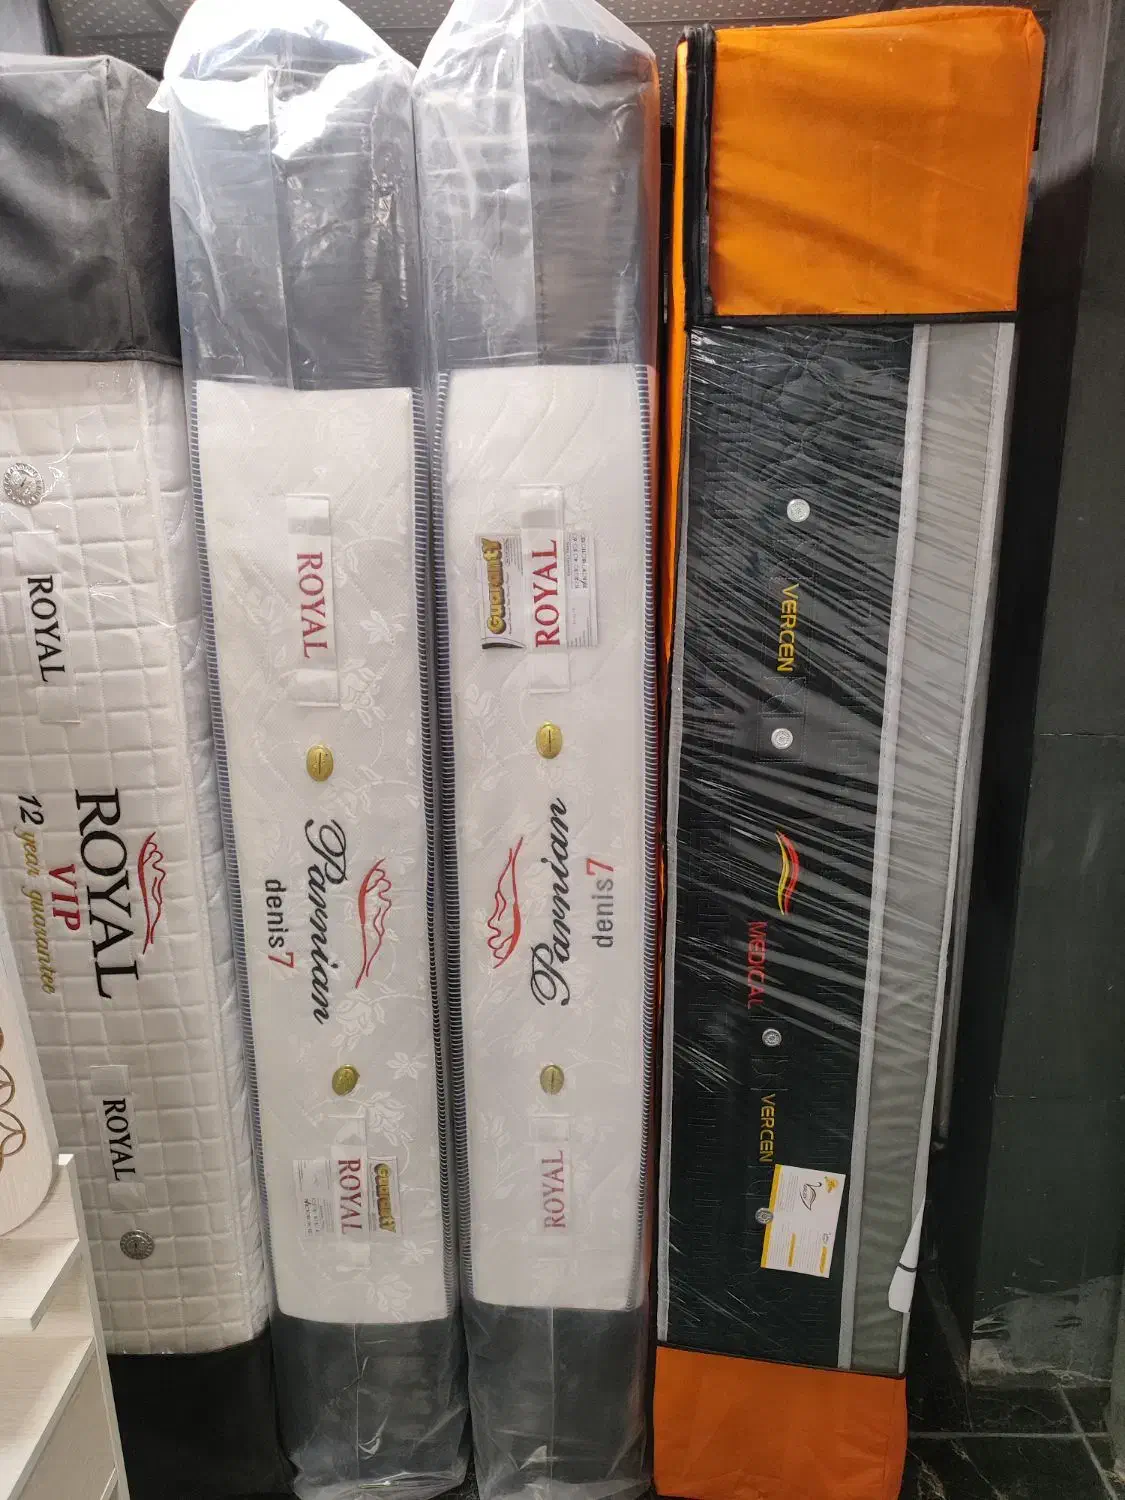 ROYAL
ROYAL
VIP
12 year guarantee
ROYAL
ROYAL
Parnian
denis7
ROYAL
Guaranty
Guaranty
ROYAL
Parnian
denis7
ROYAL
VERCEN
MEDICAL
VERCEN